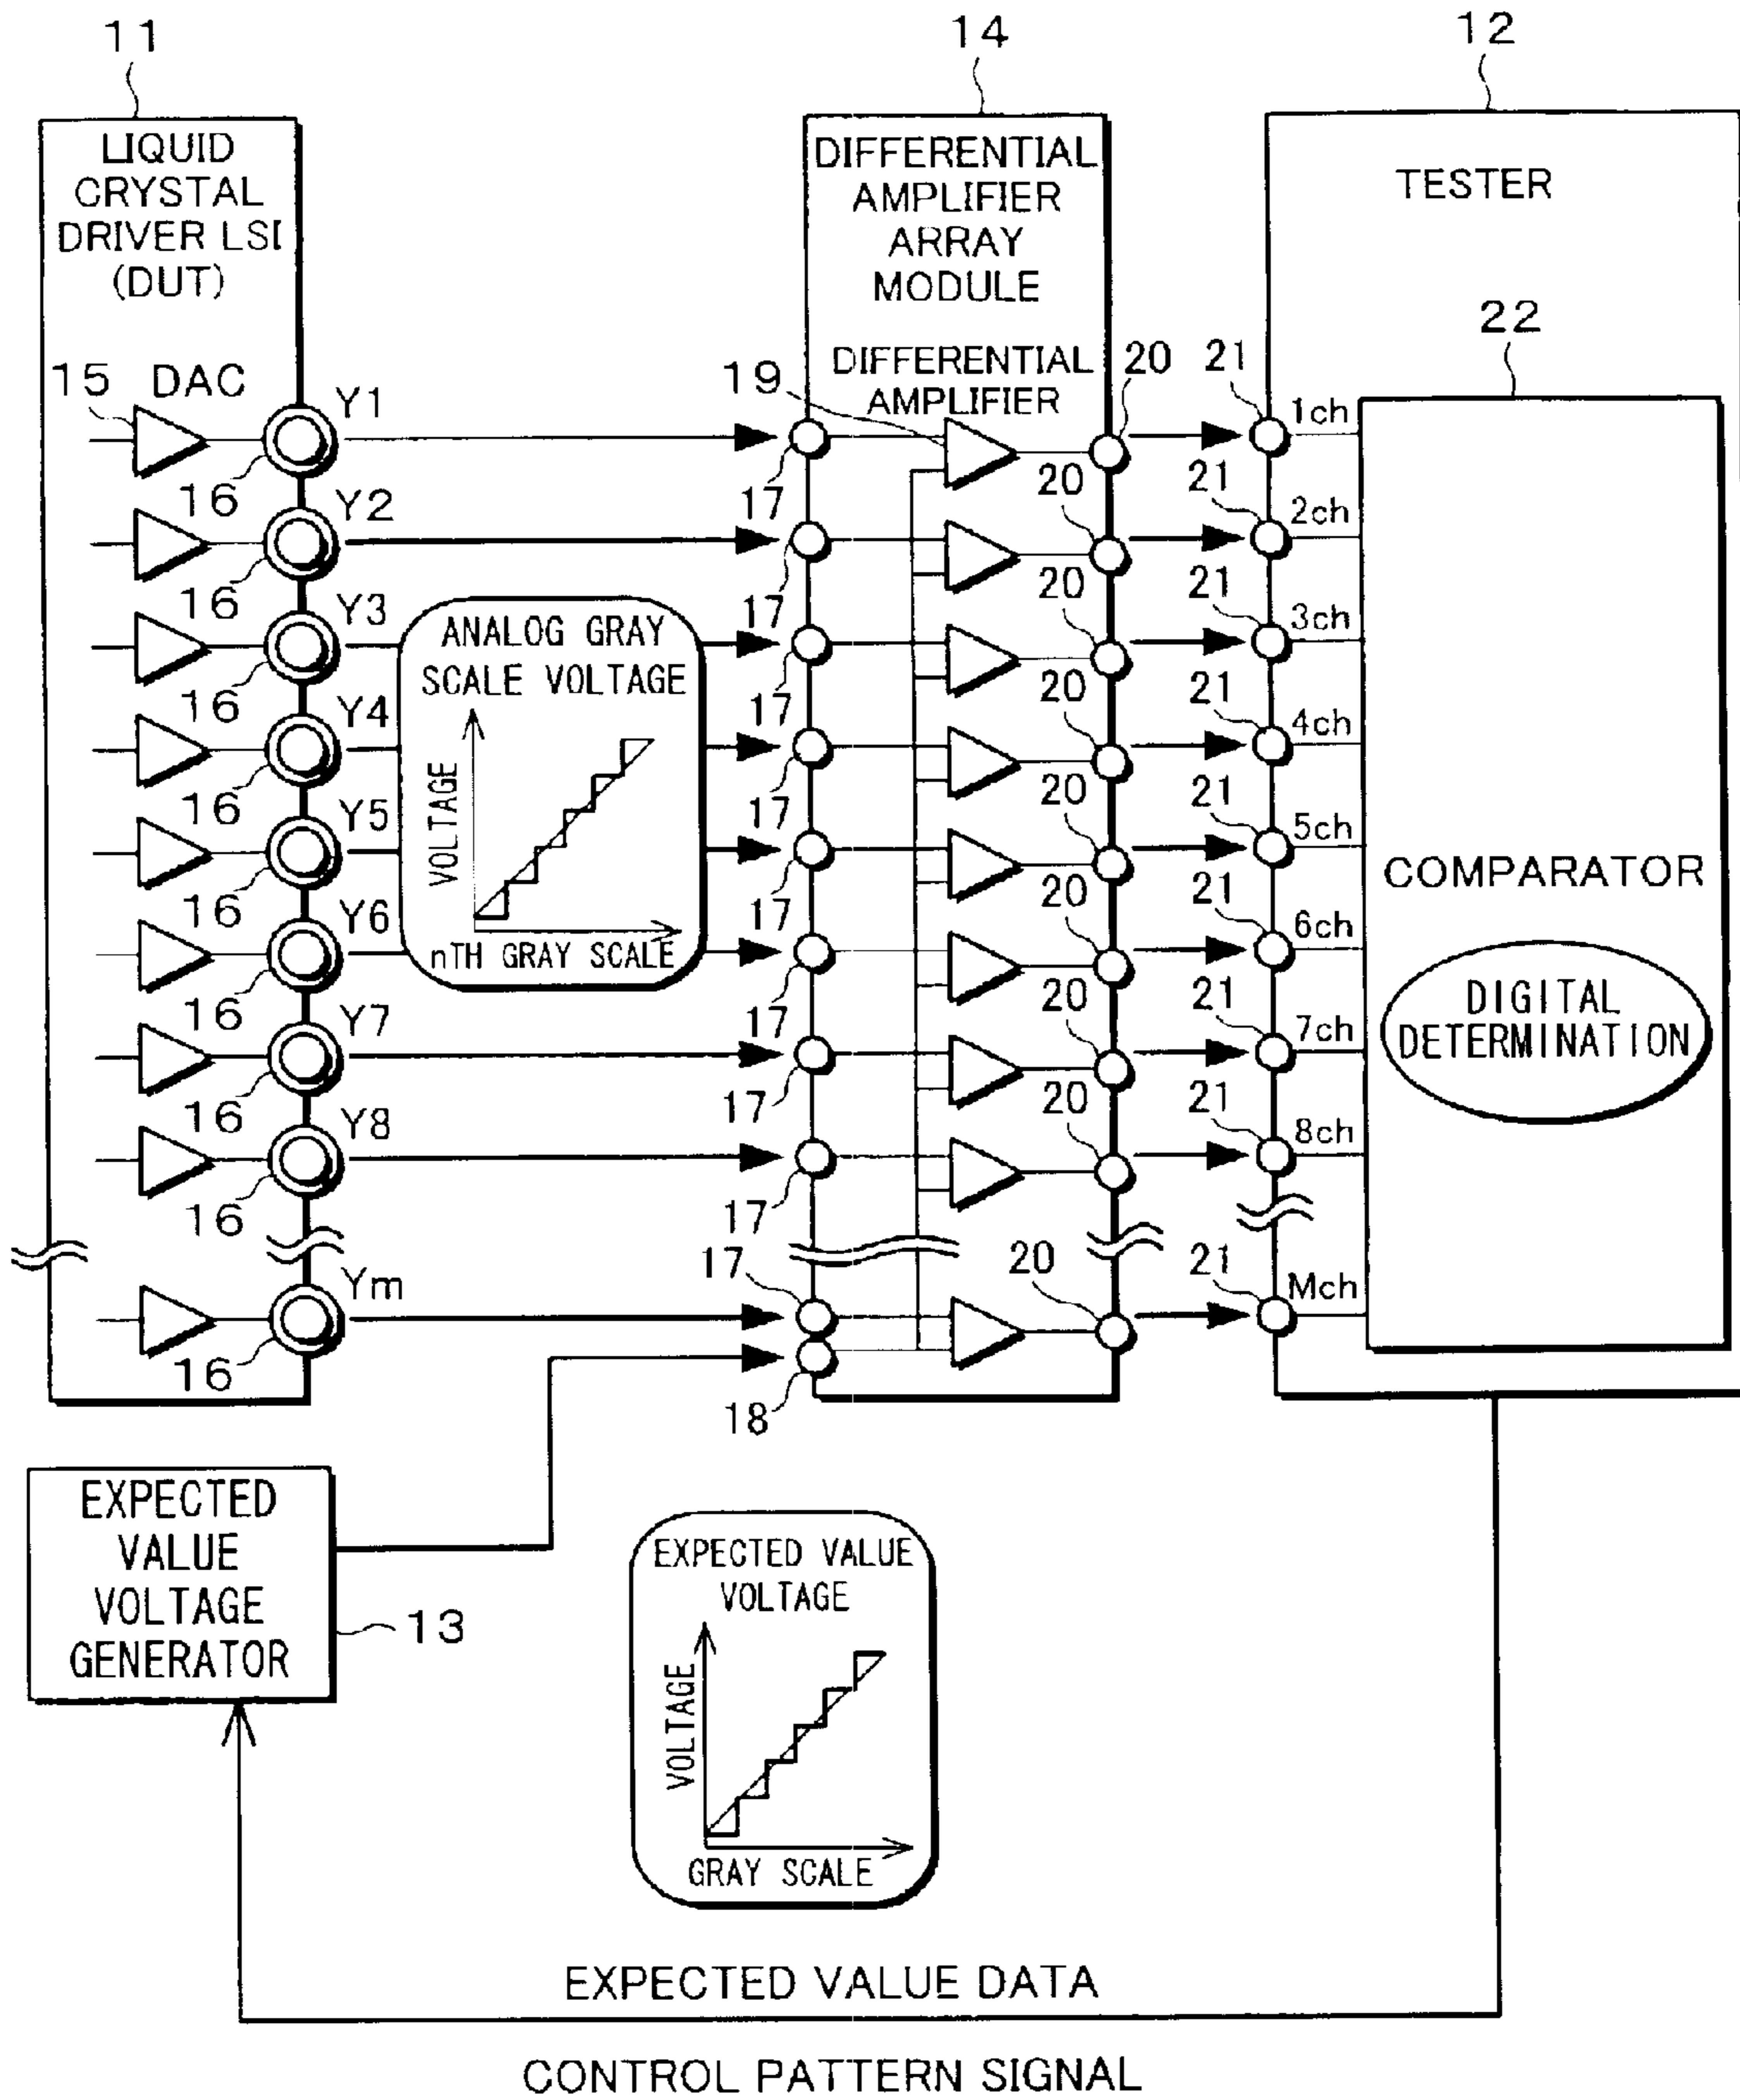 11
14
12
LIQUID
CRYSTAL
DRIVER LSI
(DUT)
DIFFERENTIAL
AMPLIFIER
ARRAY
MODULE
TESTER
22
15
DAC
DIFFERENTIAL
AMPLIFIER
19
20
21
Y1
1ch
16
17
20
21
Y2
2ch
16
17
20
21
Y3
3ch
16
17
20
21
Y4
4ch
16
17
20
21
Y5
5ch
16
17
20
21
Y6
6ch
16
17
20
21
Y7
7ch
16
17
20
21
Y8
8ch
16
17
17
20
21
Ym
Mch
16
18
ANALOG GRAY
SCALE VOLTAGE
VOLTAGE
nTH GRAY SCALE
COMPARATOR
DIGITAL
DETERMINATION
EXPECTED
VALUE
VOLTAGE
GENERATOR
13
EXPECTED VALUE
VOLTAGE
VOLTAGE
GRAY SCALE
EXPECTED VALUE DATA
CONTROL PATTERN SIGNAL